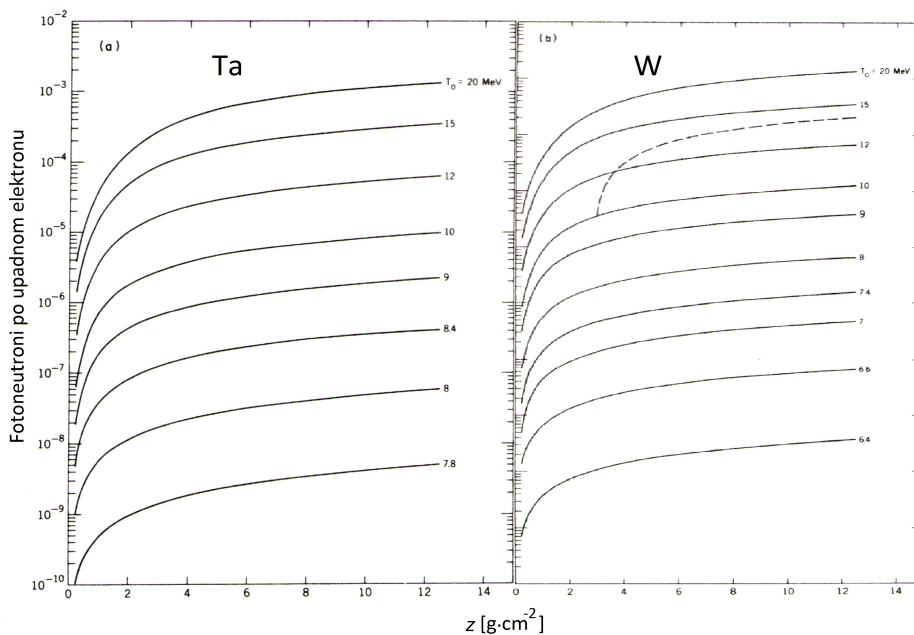 (a)
Ta
10⁻²
10⁻³
10⁻⁴
10⁻⁵
10⁻⁶
10⁻⁷
10⁻⁸
10⁻⁹
10⁻¹⁰
Fotoneutroni po upadnom elektronu
T₀ = 20 MeV
15
12
10
9
8.4
8
7.8
0 2 4 6 8 10 12 14
(b)
W
T₀ = 20 MeV
15
12
10
9
8
7.4
7
6.6
6.4
0 2 4 6 8 10 12 14
z [g·cm⁻²]